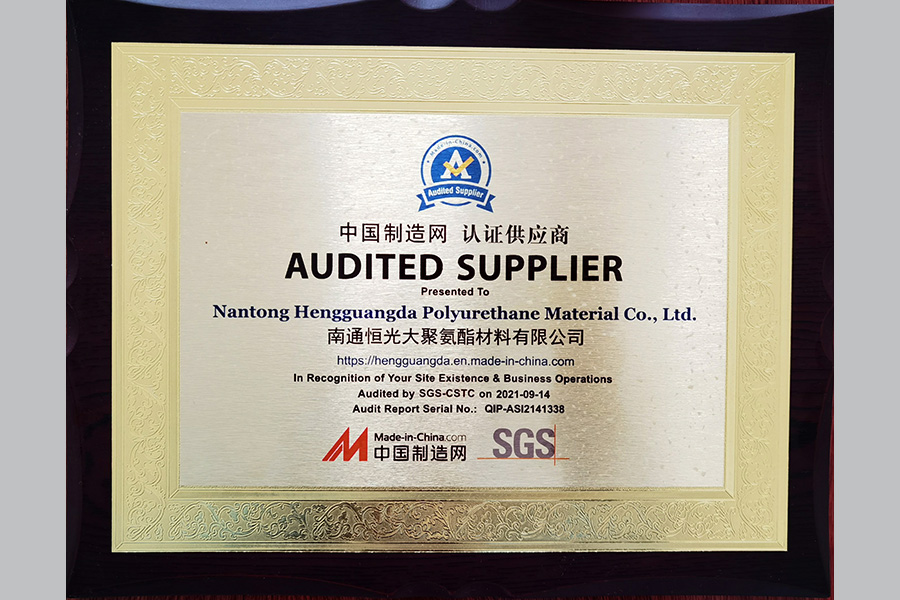 Made-in-China.com
A
Audited Supplier
中国制造网 认证供应商
AUDITED SUPPLIER
Presented To
Nantong Hengguangda Polyurethane Material Co., Ltd.
南通恒光大聚氨酯材料有限公司
https://hengguangda.en.made-in-china.com
In Recognition of Your Site Existence & Business Operations
Audited by SGS-CSTC on 2021-09-14
Audit Report Serial No.: QIP-ASI2141338
Made-in-China.com
中国制造网
SGS